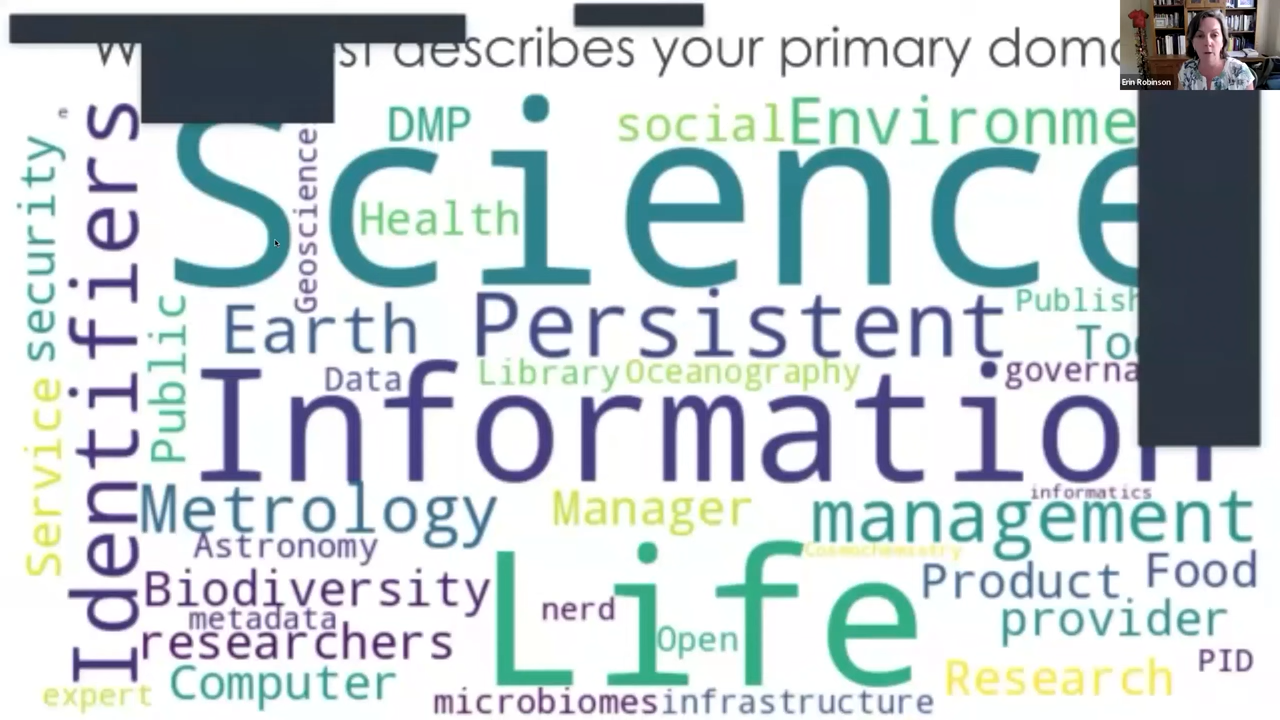 st describes your primary doma
Erin Robinson
e
DMP
social
Environme
security
Identifiers
Science
Geoscience
Health
Public
Earth
Persistent
Publish
Data
Library
Oceanography
governa
Service
Information
Metrology
Manager
informatics
management
Astronomy
Cosmochemistry
Biodiversity
Life
Product
Food
metadata
nerd
provider
researchers
Open
PID
expert
Computer
Research
microbiomes
infrastructure